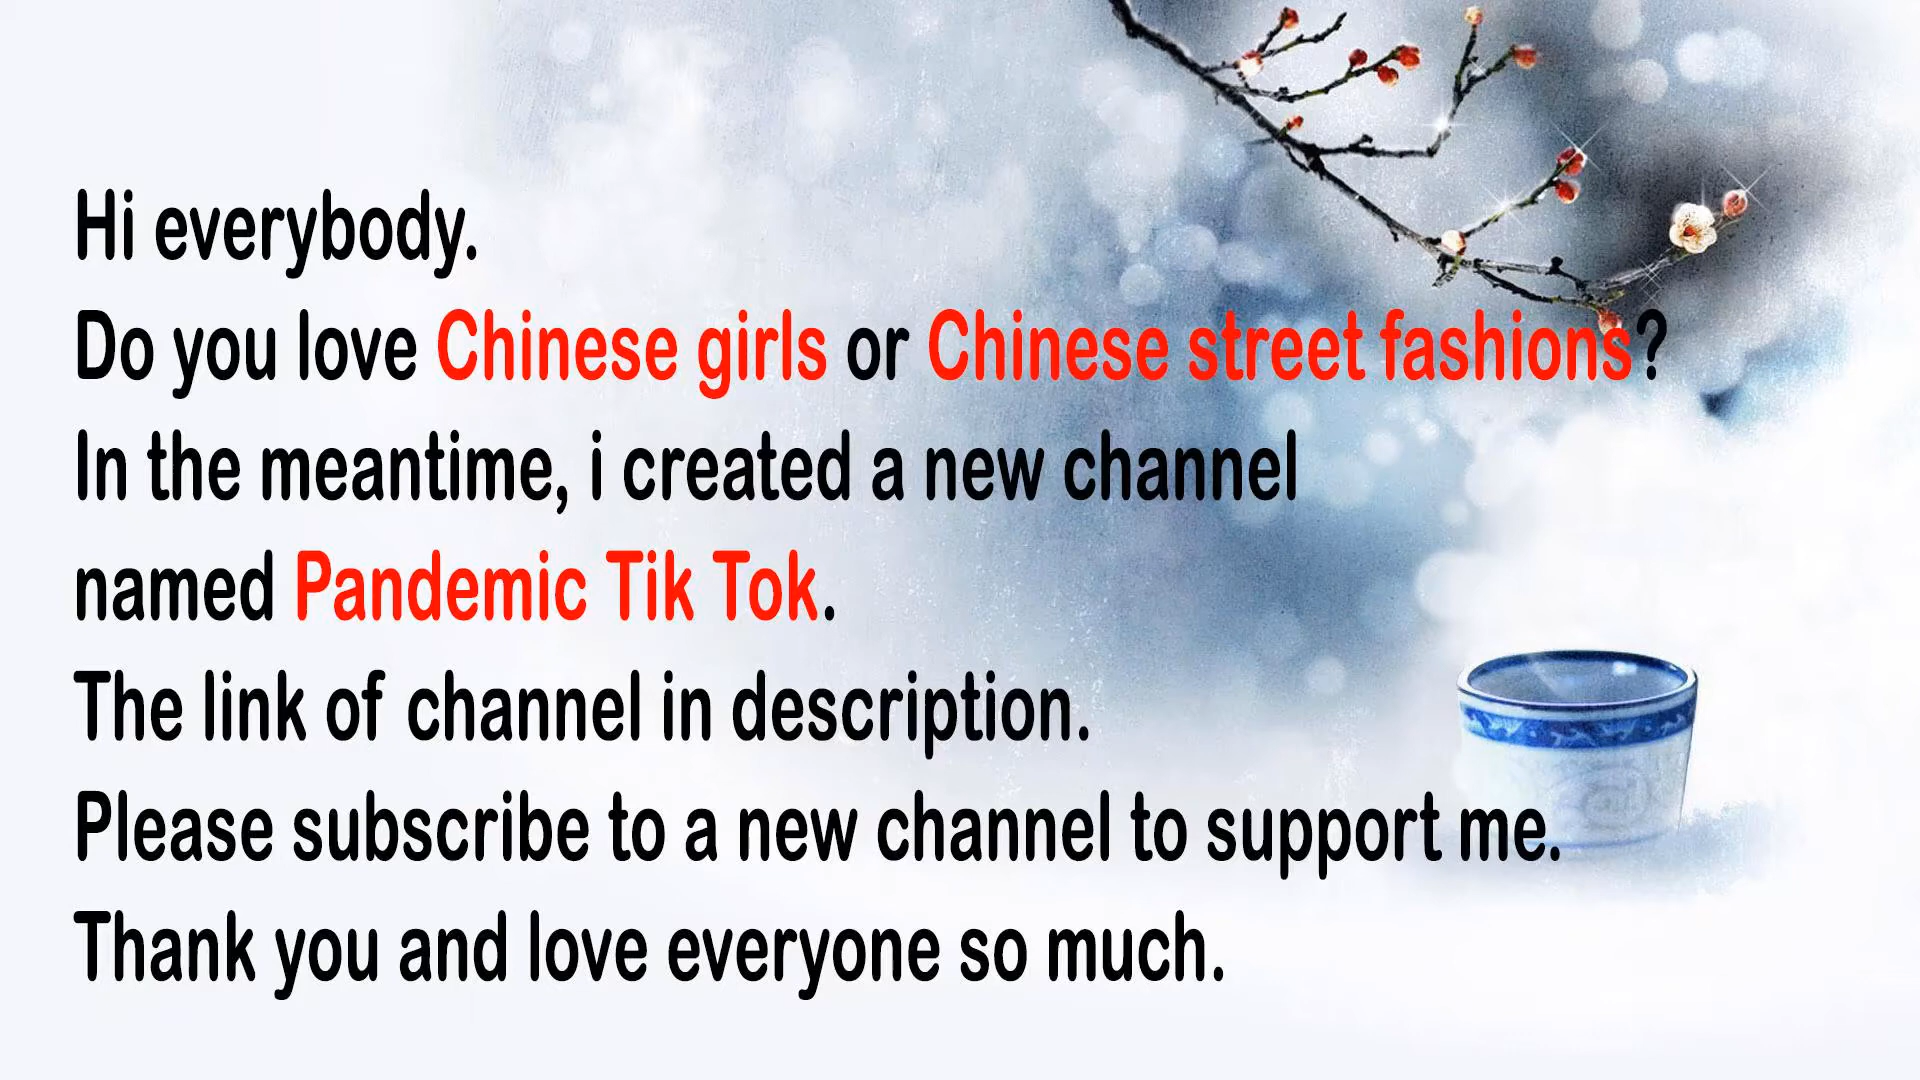 Hi everybody.
Do you love Chinese girls or Chinese street fashions?
In the meantime, i created a new channel
named Pandemic Tik Tok.
The link of channel in description.
Please subscribe to a new channel to support me.
Thank you and love everyone so much.